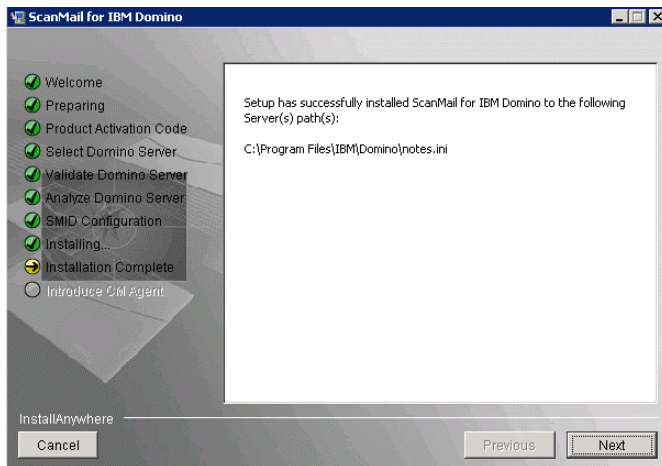 ScanMail for IBM Domino
Welcome
Preparing
Product Activation Code
Select Domino Server
Validate Domino Server
Analyze Domino Server
SMID Configuration
Installing...
Installation Complete
Introduce CM Agent
Setup has successfully installed ScanMail for IBM Domino to the following
Server(s) path(s):
C:\Program Files\IBM\Domino\notes.ini
InstallAnywhere
Cancel
Previous
Next